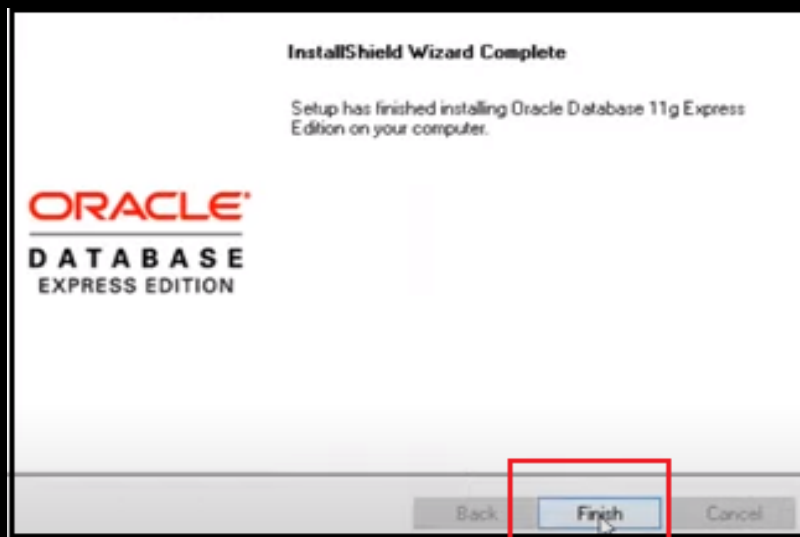 InstallShield Wizard Complete
Setup has finished installing Oracle Database 11g Express
Edition on your computer.
ORACLE
DATABASE
EXPRESS EDITION
Back
Finish
Cancel